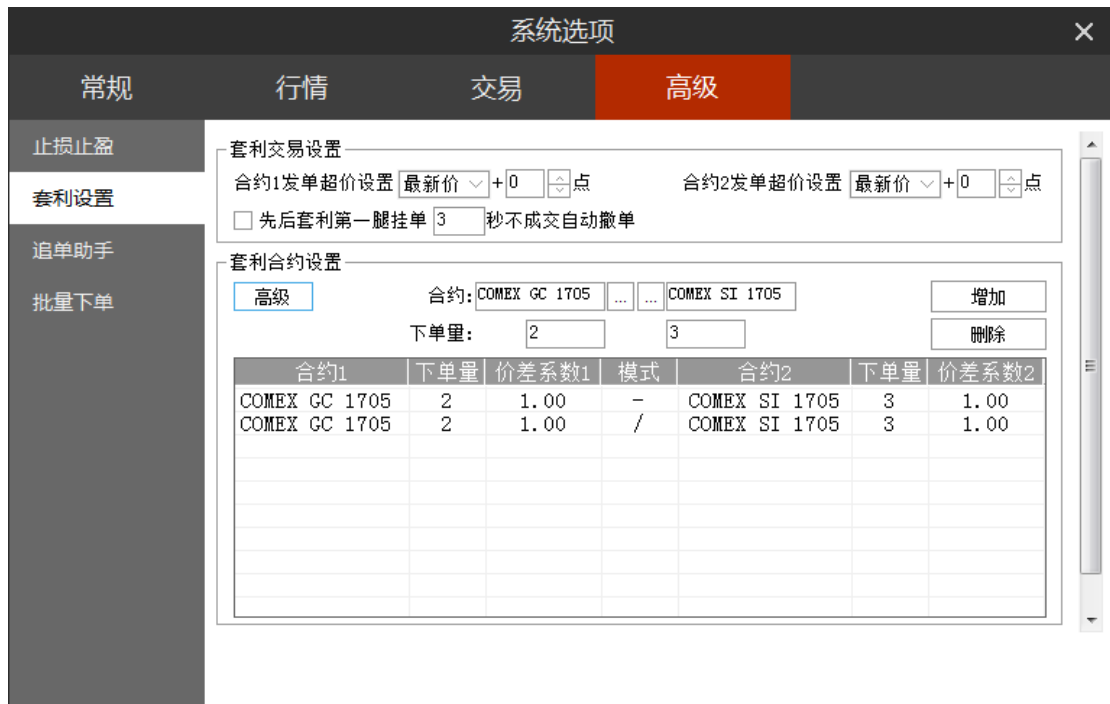 系统选项
常规 行情 交易 高级
止损止盈
套利设置
追单助手
批量下单
套利交易设置
合约1发单超价设置 最新价 +0 点 合约2发单超价设置 最新价 +0 点
先后套利第一腿挂单 3 秒不成交自动撤单
套利合约设置
高级 合约: COMEX GC 1705 ... ... COMEX SI 1705 增加
下单量: 2 3 删除
合约1 下单量 价差系数1 模式 合约2 下单量 价差系数2
COMEX GC 1705 2 1.00 - COMEX SI 1705 3 1.00
COMEX GC 1705 2 1.00 / COMEX SI 1705 3 1.00